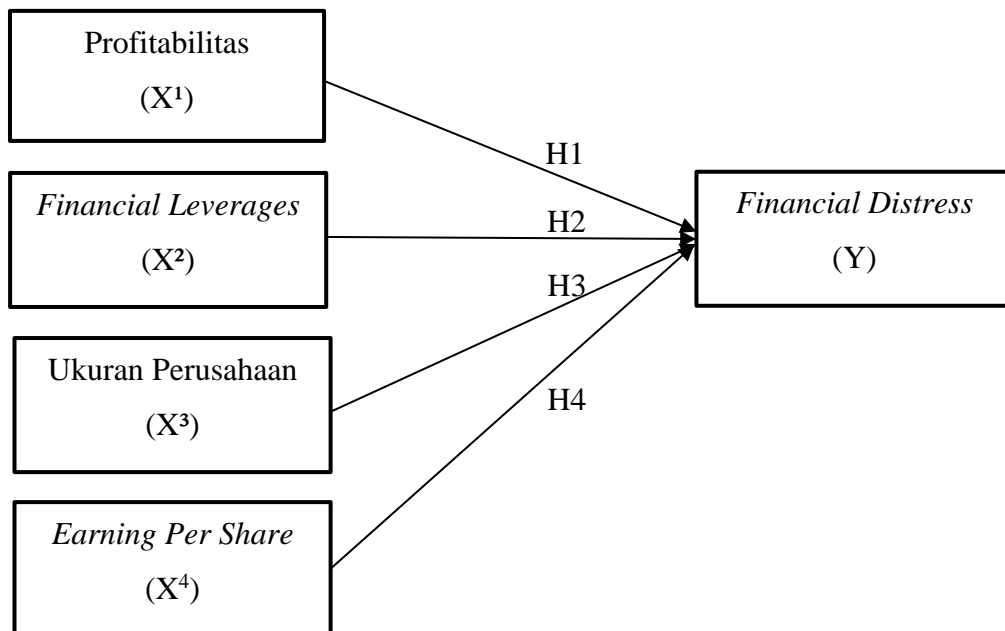 Profitabilitas
(X¹)
H1
Financial Leverages
(X²)
H2
Financial Distress
(Y)
H3
Ukuran Perusahaan
(X³)
H4
Earning Per Share
(X⁴)